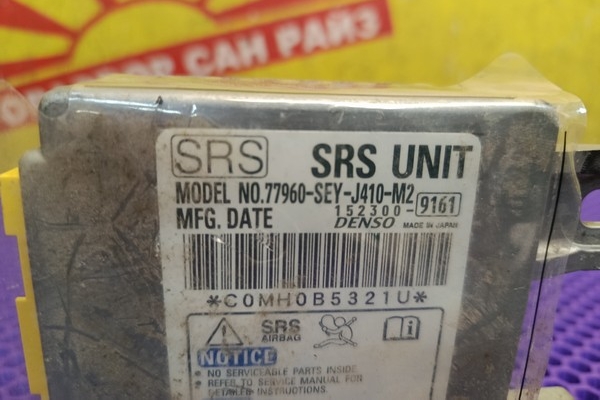 САН РАЙЗ
SRS SRS UNIT
MODEL NO.77960-SEY-J410-M2
MFG. DATE 152300-9161
DENSO MADE IN JAPAN
*C0MH0B5321U*
SRS
AIRBAG
NOTICE
• NO SERVICEABLE PARTS INSIDE
• REFER TO SERVICE MANUAL FOR
DETAILED INSTRUCTIONS.